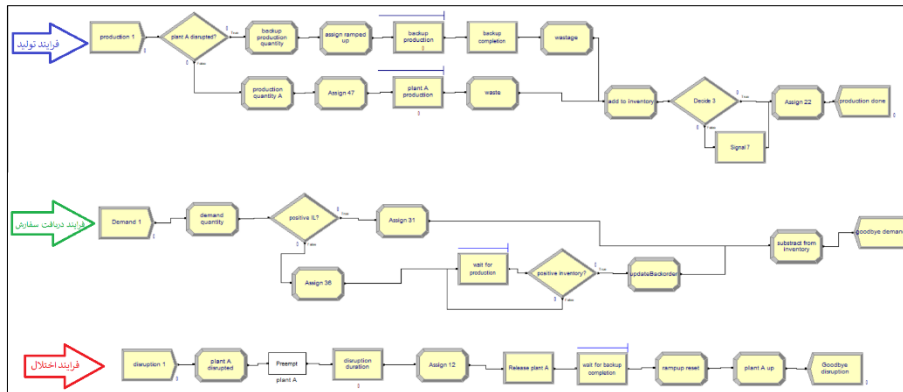 فرایند تولید
production 1
plant A disrupted?
True
False
backup production quantity
assign ramped up
backup production
backup completion
wastage
production quantity A
Assign 47
plant A production
waste
add to inventory
Decide 3
True
False
Signal 7
Assign 22
production done
فرایند دریافت سفارش
Demand 1
demand quantity
positive IL?
True
False
Assign 31
Assign 36
wait for production
positive inventory?
True
False
updateBackorder
substract from inventory
goodbye demand
فرایند اختلال
disruption 1
plant A disrupted
Preempt
plant A
disruption duration
Assign 12
Release plant A
wait for backup completion
rampup reset
plant A up
Goodbye disruption